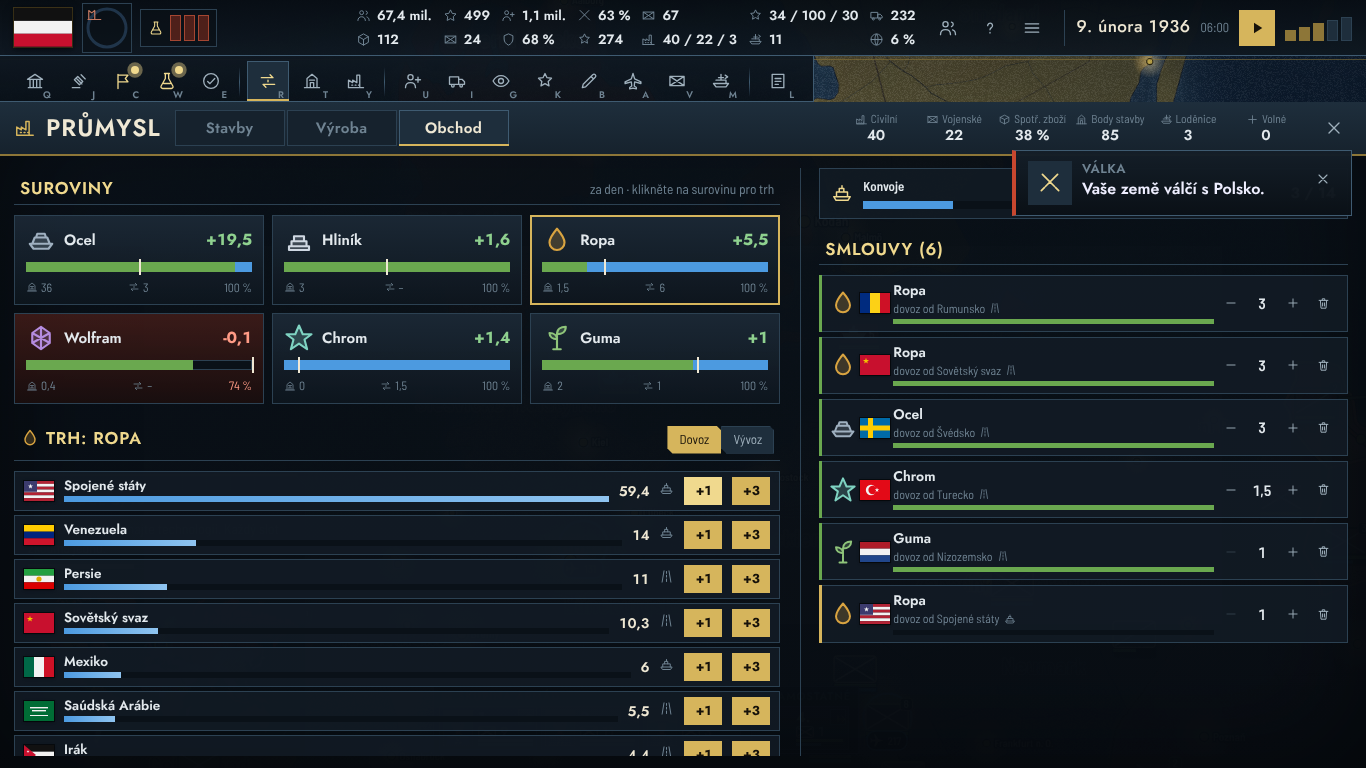 67,4 mil. 499 1,1 mil. 63 % 67 34 / 100 / 30 232
112 24 68 % 274 40 / 22 / 3 11 6 %
? 9. února 1936 06:00
Q J C W E R T Y U I G K B A V M L
PRŮMYSL Stavby Výroba Obchod
Civilní Vojenské Spotř. zboží Body stavby Loděnice Volné
40 22 38 % 85 3 0
VÁLKA
Vaše země válčí s Polsko.
SUROVINY za den · klikněte na surovinu pro trh
Ocel +19,5
36 3 100 %
Hliník +1,6
3 – 100 %
Ropa +5,5
1,5 6 100 %
Wolfram -0,1
0,4 – 74 %
Chrom +1,4
0 1,5 100 %
Guma +1
2 1 100 %
TRH: ROPA Dovoz Vývoz
Spojené státy 59,4 +1 +3
Venezuela 14 +1 +3
Persie 11 +1 +3
Sovětský svaz 10,3 +1 +3
Mexiko 6 +1 +3
Saúdská Arábie 5,5 +1 +3
Irák 4,4 +1 +3
Konvoje
SMLOUVY (6)
Ropa
dovoz od Rumunsko
3
Ropa
dovoz od Sovětský svaz
3
Ocel
dovoz od Švédsko
3
Chrom
dovoz od Turecko
1,5
Guma
dovoz od Nizozemsko
1
Ropa
dovoz od Spojené státy
1